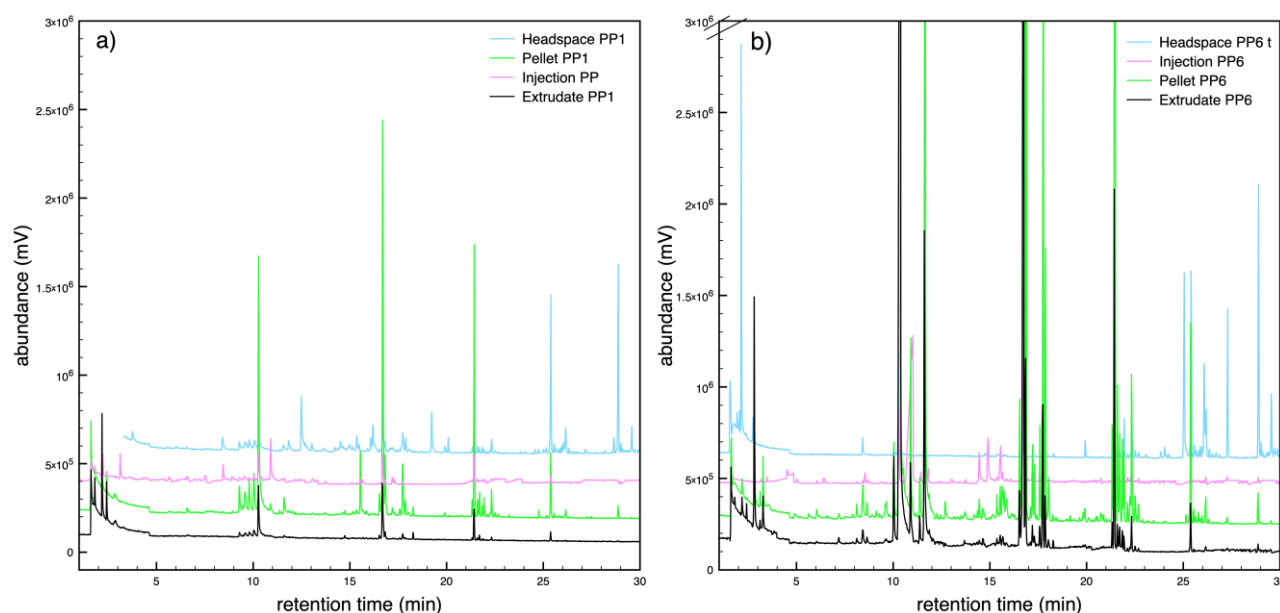 a)
Headspace PP1
Pellet PP1
Injection PP
Extrudate PP1
3×10⁶
2.5×10⁶
2×10⁶
1.5×10⁶
10⁶
5×10⁵
0
abundance (mV)
5 10 15 20 25 30
retention time (min)
b)
Headspace PP6 t
Injection PP6
Pellet PP6
Extrudate PP6
3×10⁶
2.5×10⁶
2×10⁶
1.5×10⁶
10⁶
5×10⁵
0
abundance (mV)
5 10 15 20 25 3
retention time (min)